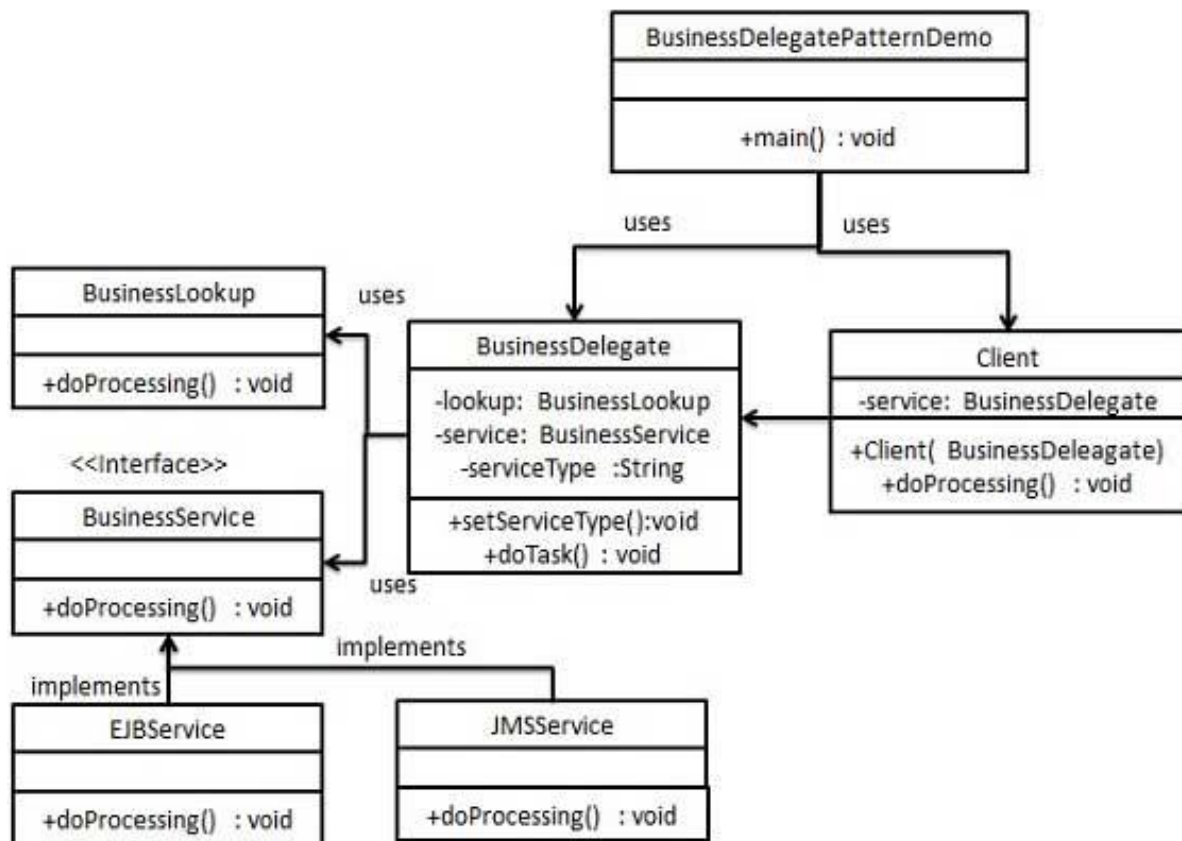 BusinessDelegatePatternDemo
+main() : void
uses
uses
BusinessLookup
+doProcessing() : void
uses
BusinessDelegate
-lookup: BusinessLookup
-service: BusinessService
-serviceType :String
+setServiceType():void
+doTask() : void
Client
-service: BusinessDelegate
+Client( BusinessDeleagate)
+doProcessing() : void
<<Interface>>
BusinessService
+doProcessing() : void
uses
implements
implements
EJBService
+doProcessing() : void
JMSService
+doProcessing() : void